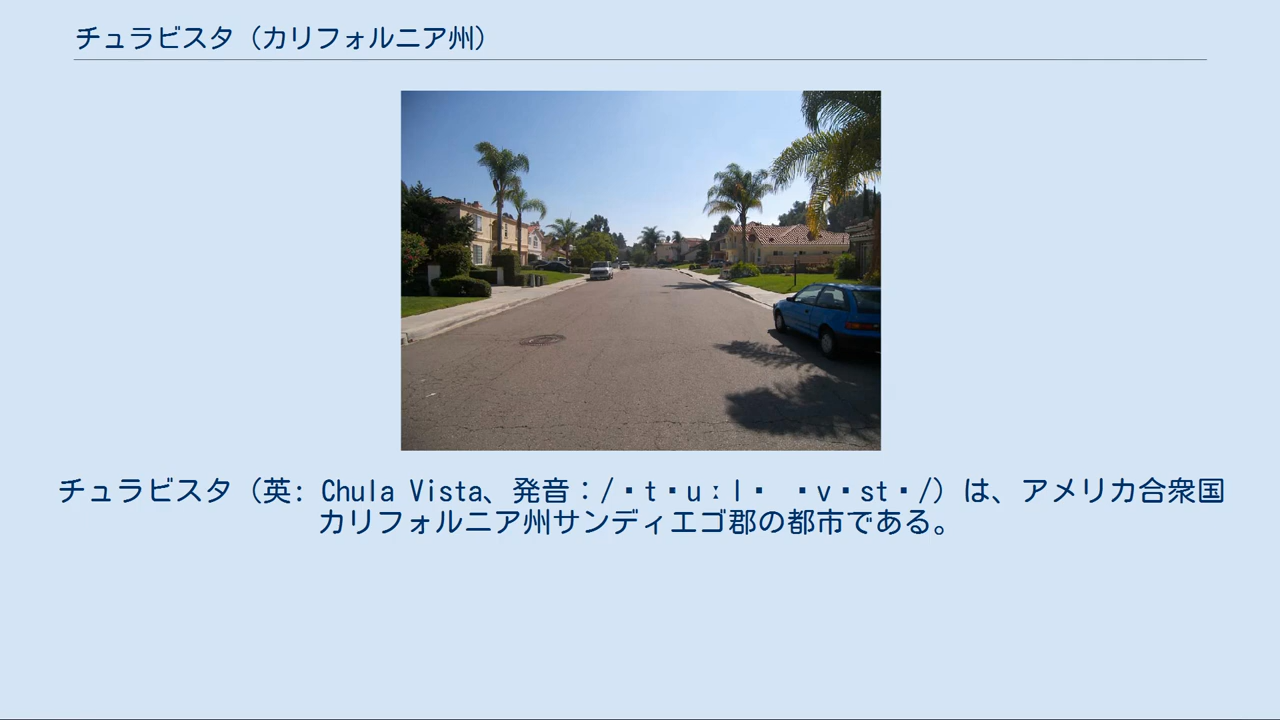 チュラビスタ（カリフォルニア州）
チュラビスタ（英: Chula Vista、発音：/･t･uːl･ ･v･st･/）は、アメリカ合衆国
カリフォルニア州サンディエゴ郡の都市である。